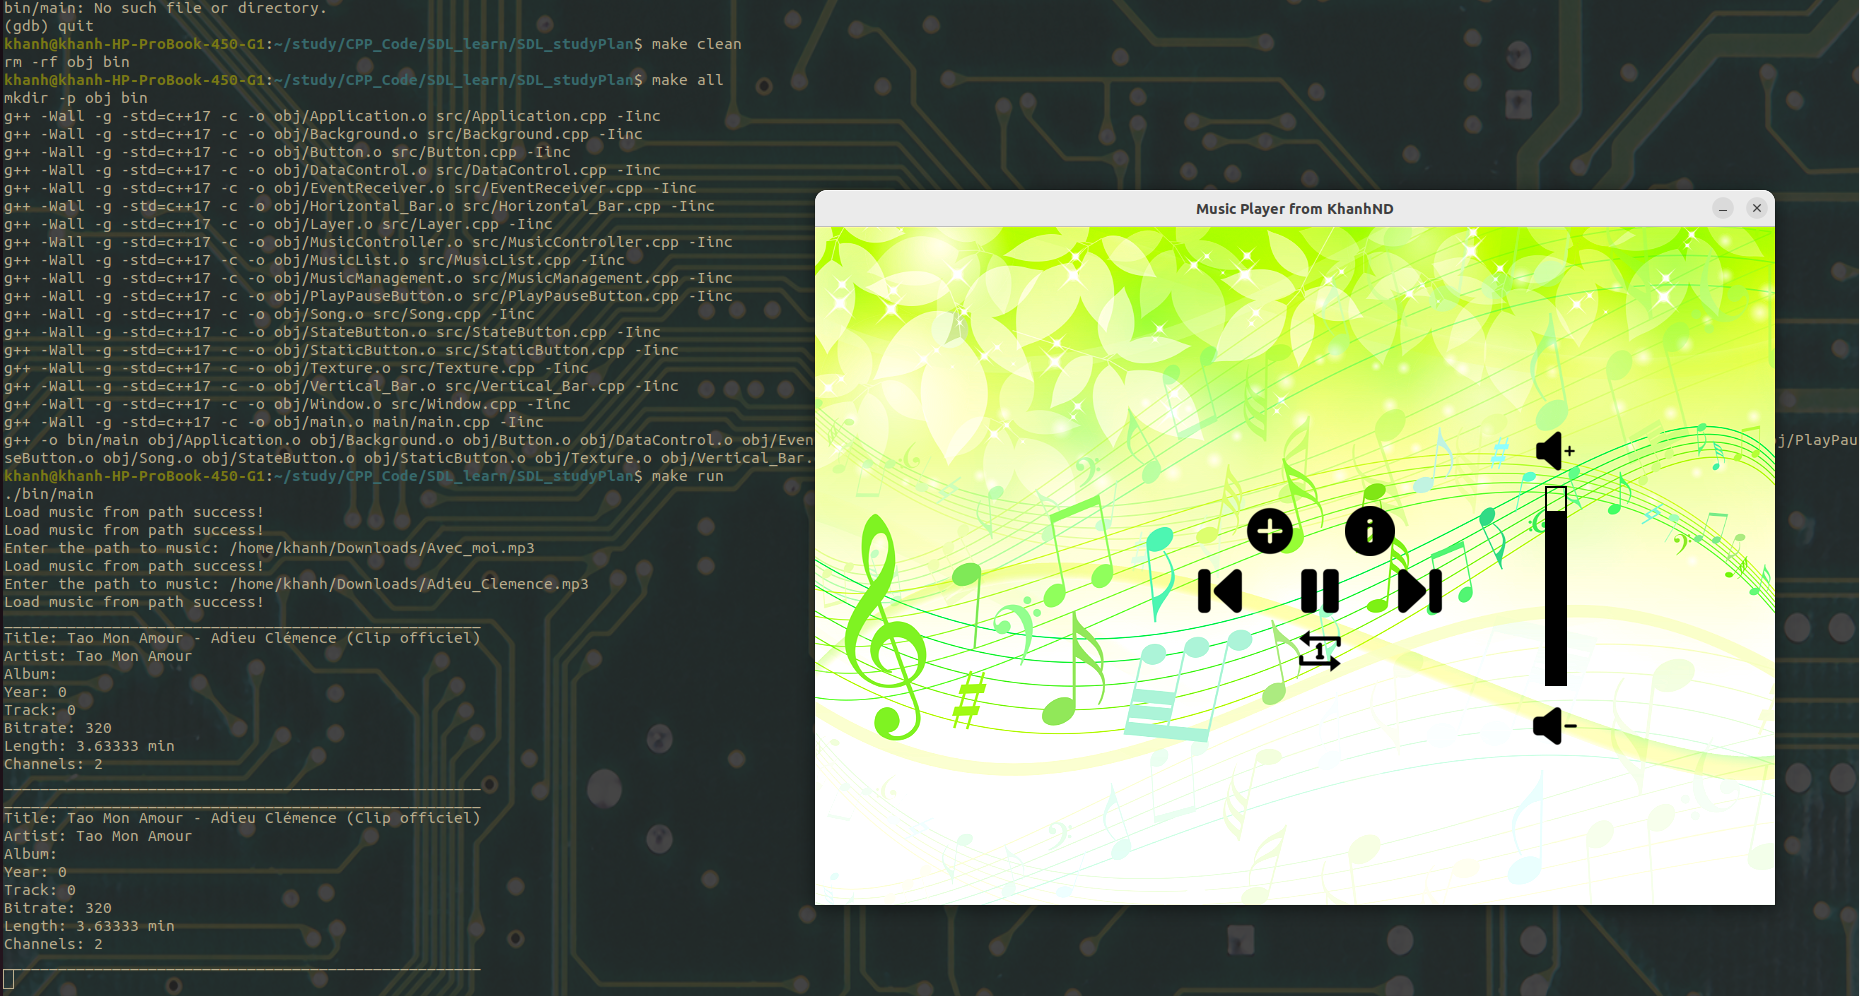 bin/main: No such file or directory.
(gdb) quit
khanh@khanh-HP-ProBook-450-G1:~/study/CPP_Code/SDL_learn/SDL_studyPlan$ make clean
rm -rf obj bin
khanh@khanh-HP-ProBook-450-G1:~/study/CPP_Code/SDL_learn/SDL_studyPlan$ make all
mkdir -p obj bin
g++ -Wall -g -std=c++17 -c -o obj/Application.o src/Application.cpp -Iinc
g++ -Wall -g -std=c++17 -c -o obj/Background.o src/Background.cpp -Iinc
g++ -Wall -g -std=c++17 -c -o obj/Button.o src/Button.cpp -Iinc
g++ -Wall -g -std=c++17 -c -o obj/DataControl.o src/DataControl.cpp -Iinc
g++ -Wall -g -std=c++17 -c -o obj/EventReceiver.o src/EventReceiver.cpp -Iinc
g++ -Wall -g -std=c++17 -c -o obj/Horizontal_Bar.o src/Horizontal_Bar.cpp -Iinc
g++ -Wall -g -std=c++17 -c -o obj/Layer.o src/Layer.cpp -Iinc
g++ -Wall -g -std=c++17 -c -o obj/MusicController.o src/MusicController.cpp -Iinc
g++ -Wall -g -std=c++17 -c -o obj/MusicList.o src/MusicList.cpp -Iinc
g++ -Wall -g -std=c++17 -c -o obj/MusicManagement.o src/MusicManagement.cpp -Iinc
g++ -Wall -g -std=c++17 -c -o obj/PlayPauseButton.o src/PlayPauseButton.cpp -Iinc
g++ -Wall -g -std=c++17 -c -o obj/Song.o src/Song.cpp -Iinc
g++ -Wall -g -std=c++17 -c -o obj/StateButton.o src/StateButton.cpp -Iinc
g++ -Wall -g -std=c++17 -c -o obj/StaticButton.o src/StaticButton.cpp -Iinc
g++ -Wall -g -std=c++17 -c -o obj/Texture.o src/Texture.cpp -Iinc
g++ -Wall -g -std=c++17 -c -o obj/Vertical_Bar.o src/Vertical_Bar.cpp -Iinc
g++ -Wall -g -std=c++17 -c -o obj/Window.o src/Window.cpp -Iinc
g++ -Wall -g -std=c++17 -c -o obj/main.o main/main.cpp -Iinc
g++ -o bin/main obj/Application.o obj/Background.o obj/Button.o obj/DataControl.o obj/Even j/PlayPau
seButton.o obj/Song.o obj/StateButton.o obj/StaticButton.o obj/Texture.o obj/Vertical_Bar.
khanh@khanh-HP-ProBook-450-G1:~/study/CPP_Code/SDL_learn/SDL_studyPlan$ make run
./bin/main
Load music from path success!
Load music from path success!
Enter the path to music: /home/khanh/Downloads/Avec_moi.mp3
Load music from path success!
Enter the path to music: /home/khanh/Downloads/Adieu_Clemence.mp3
Load music from path success!
Title: Tao Mon Amour - Adieu Clémence (Clip officiel)
Artist: Tao Mon Amour
Album:
Year: 0
Track: 0
Bitrate: 320
Length: 3.63333 min
Channels: 2
Title: Tao Mon Amour - Adieu Clémence (Clip officiel)
Artist: Tao Mon Amour
Album:
Year: 0
Track: 0
Bitrate: 320
Length: 3.63333 min
Channels: 2
Music Player from KhanhND
1